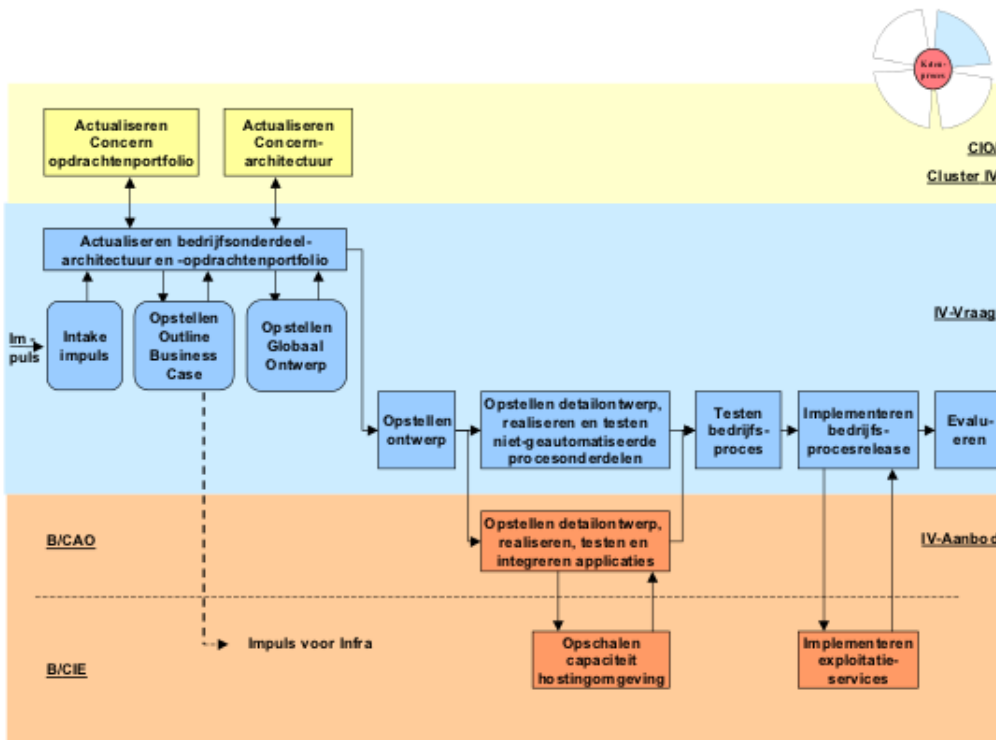 Keten-
proces
CIO/
Cluster IV
Actualiseren
Concern
opdrachtenportfolio
Actualiseren
Concern-
architectuur
Actualiseren bedrijfsonderdeel-
architectuur en -opdrachtenportfolio
IV-Vraag
Im-
puls
Intake
impuls
Opstellen
Outline
Business
Case
Opstellen
Globaal
Ontwerp
Opstellen
ontwerp
Opstellen detailontwerp,
realiseren en testen
niet-geautomatiseerde
procesonderdelen
Testen
bedrijfs-
proces
Implementeren
bedrijfs-
procesrelease
Evalu-
eren
B/CAO
Opstellen detailontwerp,
realiseren, testen en
integreren applicaties
IV-Aanbod
Impuls voor Infra
B/CIE
Opschalen
capaciteit
hostingomgeving
Implementeren
exploitatie-
services